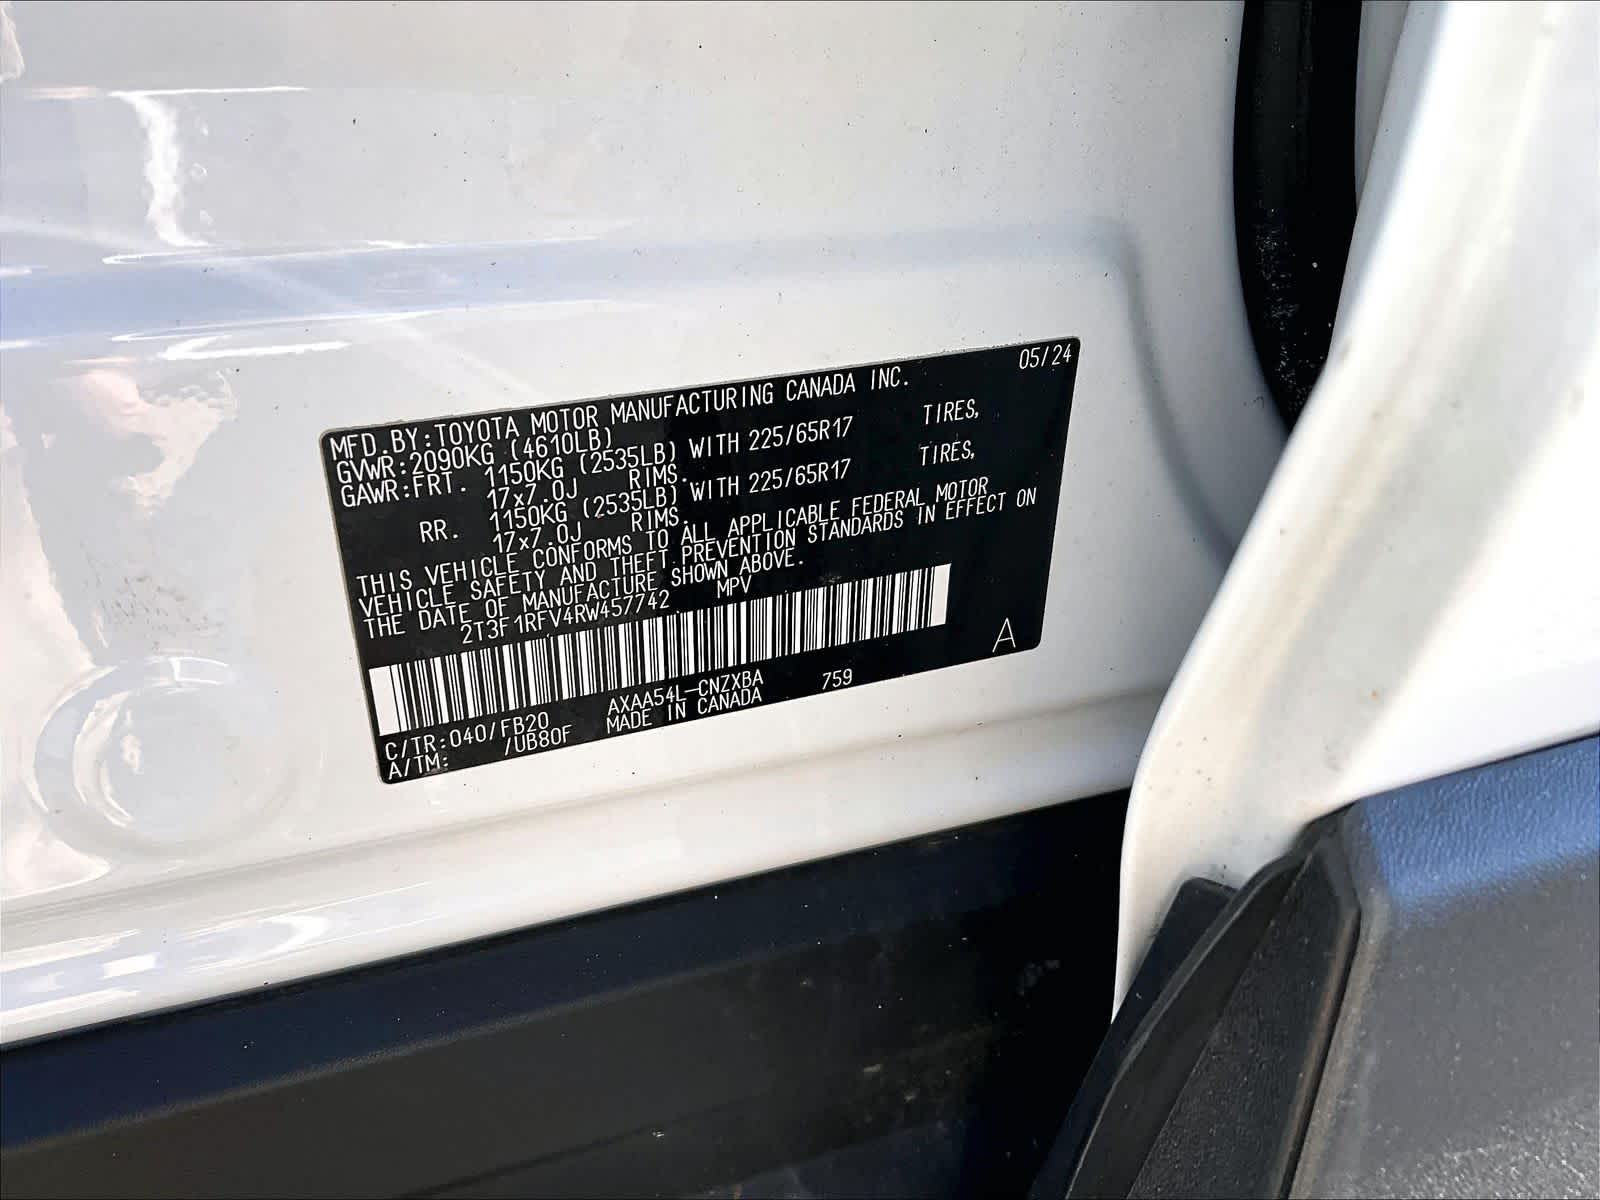 05/24
MFD.BY:TOYOTA MOTOR MANUFACTURING CANADA INC.
GVWR:2090KG (4610LB)
GAWR:FRT. 1150KG (2535LB) WITH 225/65R17 TIRES,
17x7.0J RIMS.
RR. 1150KG (2535LB) WITH 225/65R17 TIRES,
17x7.0J RIMS.
THIS VEHICLE CONFORMS TO ALL APPLICABLE FEDERAL MOTOR
VEHICLE SAFETY AND THEFT PREVENTION STANDARDS IN EFFECT ON
THE DATE OF MANUFACTURE SHOWN ABOVE.
2T3F1RFV4RW457742 MPV
A
C/TR:040/FB20 AXAA54L-CNZXBA 759
A/TM: /UB80F MADE IN CANADA